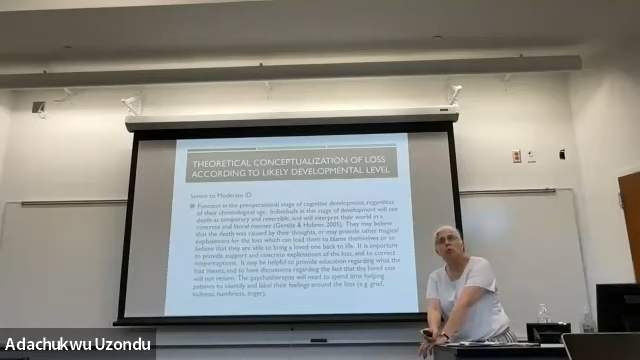 THEORETICAL CONCEPTUALIZATION OF LOSS
ACCORDING TO LIKELY DEVELOPMENTAL LEVEL
Severe to Moderate ID
Function in the preoperational stage of cognitive development, regardless
of their chronological age. Individuals in this stage of development will see
death as temporary and reversible, and will interpret their world in a
concrete and literal manner (Gentile & Hubner, 2005). They may believe
that the death was caused by their thoughts, or may provide other magical
explanations for the loss which can lead them to blame themselves or to
believe that they are able to bring a loved one back to life. It is important
to provide support and concrete explanations of the loss, and to correct
misperceptions. It may be helpful to provide education regarding what the
loss means, and to have discussions regarding the fact that the loved one
will not return. The psychotherapist will need to spend time helping
patients to identify and label their feelings around the loss (e.g. grief,
sadness, numbness, anger).
Adachukwu Uzondu